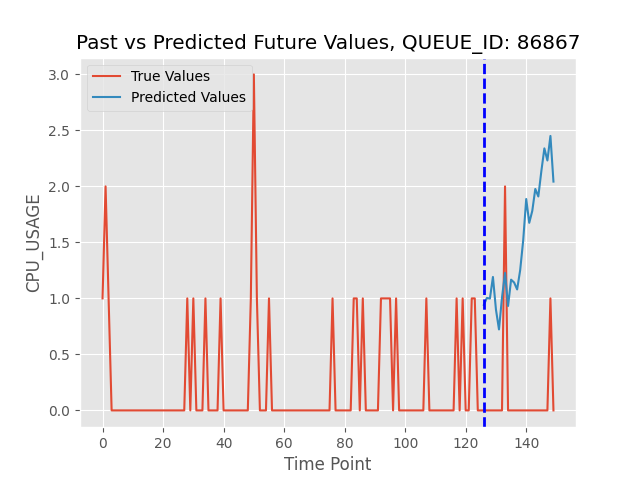 Past vs Predicted Future Values, QUEUE_ID: 86867
True Values
Predicted Values
3.0
2.5
2.0
1.5
1.0
0.5
0.0
CPU_USAGE
0 20 40 60 80 100 120 140
Time Point